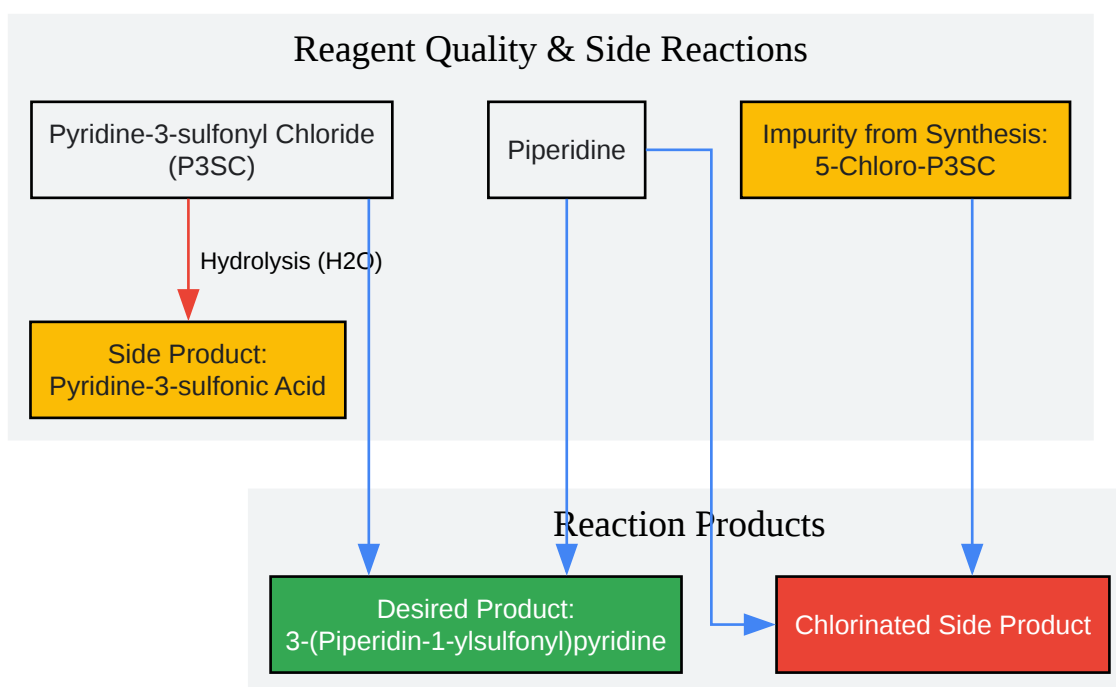 Reagent Quality & Side Reactions
Pyridine-3-sulfonyl Chloride
(P3SC)
Piperidine
Impurity from Synthesis:
5-Chloro-P3SC
Hydrolysis (H2O)
Side Product:
Pyridine-3-sulfonic Acid
Reaction Products
Desired Product:
3-(Piperidin-1-ylsulfonyl)pyridine
Chlorinated Side Product